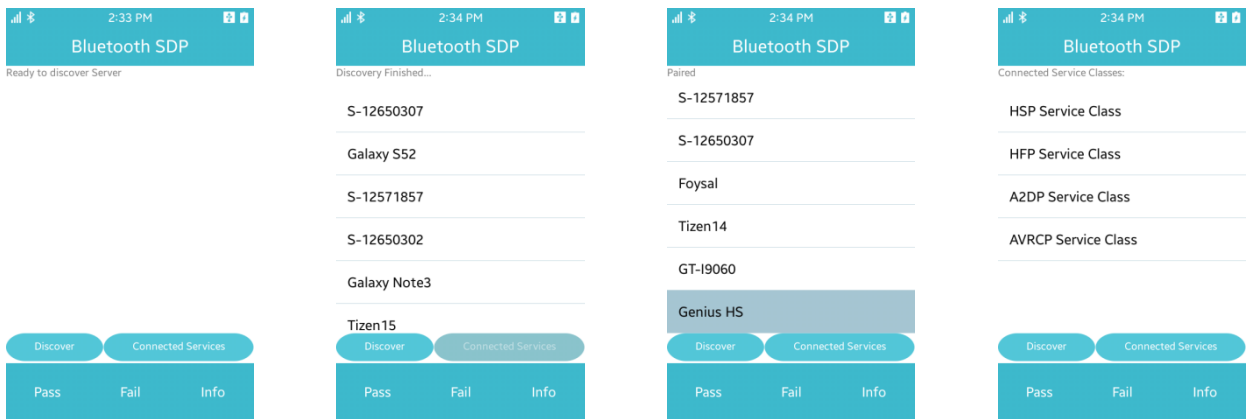 2:33 PM
Bluetooth SDP
Ready to discover Server
Discover
Connected Services
Pass
Fail
Info
2:34 PM
Bluetooth SDP
Discovery Finished...
S-12650307
Galaxy S52
S-12571857
S-12650302
Galaxy Note3
Tizen15
Discover
Connected Services
Pass
Fail
Info
2:34 PM
Bluetooth SDP
Paired
S-12571857
S-12650307
Foysal
Tizen14
GT-I9060
Genius HS
Discover
Connected Services
Pass
Fail
Info
2:34 PM
Bluetooth SDP
Connected Service Classes:
HSP Service Class
HFP Service Class
A2DP Service Class
AVRCP Service Class
Discover
Connected Services
Pass
Fail
Info